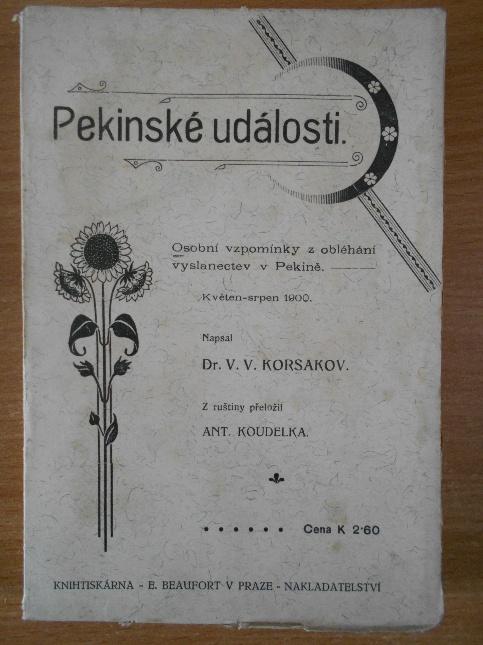 Pekinské události.
Osobní vzpomínky z obléhání
vyslanectev v Pekině.
Květen-srpen 1900.
Napsal
Dr. V. V. KORSAKOV.
Z ruštiny přeložil
ANT. KOUDELKA.
Cena K 2·60
KNIHTISKÁRNA - E. BEAUFORT V PRAZE - NAKLADATELSTVÍ